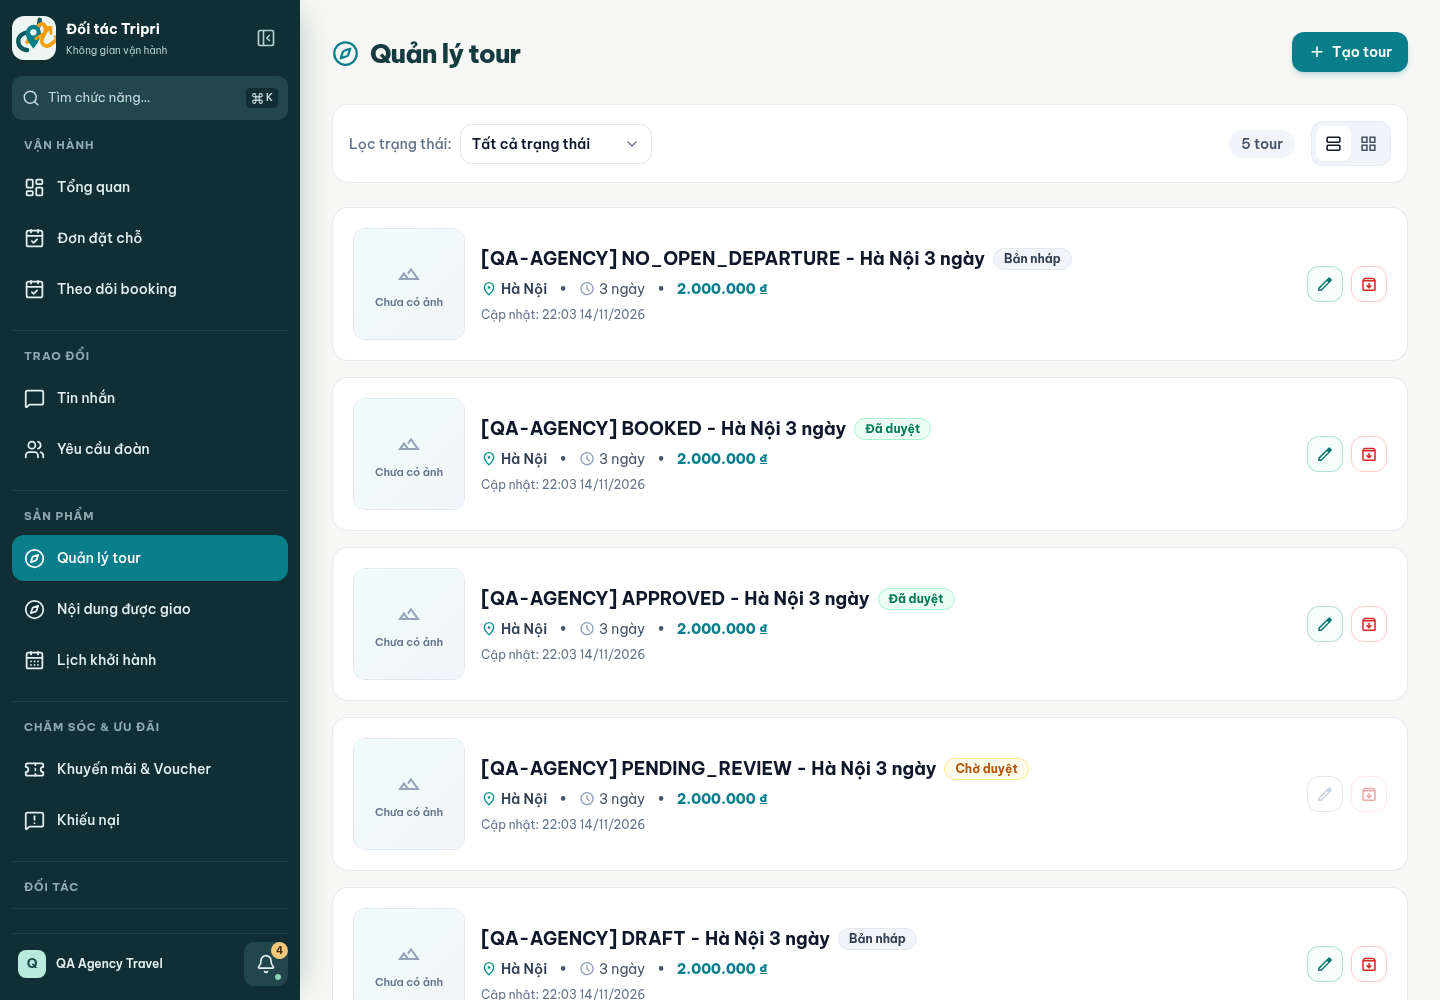 Đối tác Tripri
Không gian vận hành
Tìm chức năng...
⌘ K
VẬN HÀNH
Tổng quan
Đơn đặt chỗ
Theo dõi booking
TRAO ĐỔI
Tin nhắn
Yêu cầu đoàn
SẢN PHẨM
Quản lý tour
Nội dung được giao
Lịch khởi hành
CHĂM SÓC & ƯU ĐÃI
Khuyến mãi & Voucher
Khiếu nại
ĐỐI TÁC
Q
QA Agency Travel
4
Quản lý tour
+ Tạo tour
Lọc trạng thái:
Tất cả trạng thái
5 tour
Chưa có ảnh
[QA-AGENCY] NO_OPEN_DEPARTURE - Hà Nội 3 ngày
Bản nháp
Hà Nội • 3 ngày • 2.000.000 ₫
Cập nhật: 22:03 14/11/2026
Chưa có ảnh
[QA-AGENCY] BOOKED - Hà Nội 3 ngày
Đã duyệt
Hà Nội • 3 ngày • 2.000.000 ₫
Cập nhật: 22:03 14/11/2026
Chưa có ảnh
[QA-AGENCY] APPROVED - Hà Nội 3 ngày
Đã duyệt
Hà Nội • 3 ngày • 2.000.000 ₫
Cập nhật: 22:03 14/11/2026
Chưa có ảnh
[QA-AGENCY] PENDING_REVIEW - Hà Nội 3 ngày
Chờ duyệt
Hà Nội • 3 ngày • 2.000.000 ₫
Cập nhật: 22:03 14/11/2026
Chưa có ảnh
[QA-AGENCY] DRAFT - Hà Nội 3 ngày
Bản nháp
Hà Nội • 3 ngày • 2.000.000 ₫
Cập nhật: 22:03 14/11/2026